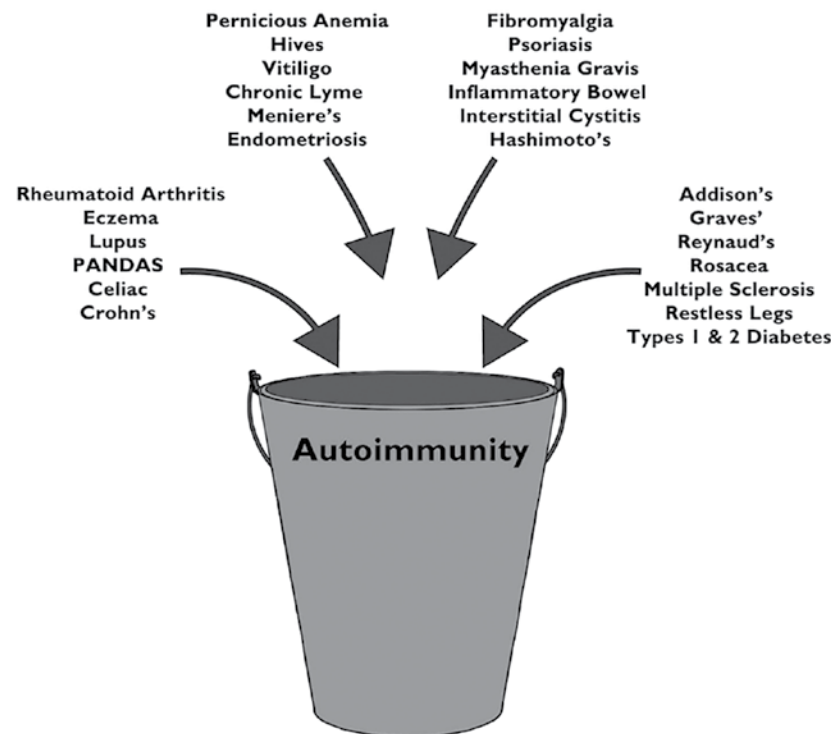 Pernicious Anemia
Hives
Vitiligo
Chronic Lyme
Meniere's
Endometriosis
Fibromyalgia
Psoriasis
Myasthenia Gravis
Inflammatory Bowel
Interstitial Cystitis
Hashimoto's
Rheumatoid Arthritis
Eczema
Lupus
PANDAS
Celiac
Crohn's
Addison's
Graves'
Reynaud's
Rosacea
Multiple Sclerosis
Restless Legs
Types 1 & 2 Diabetes
Autoimmunity